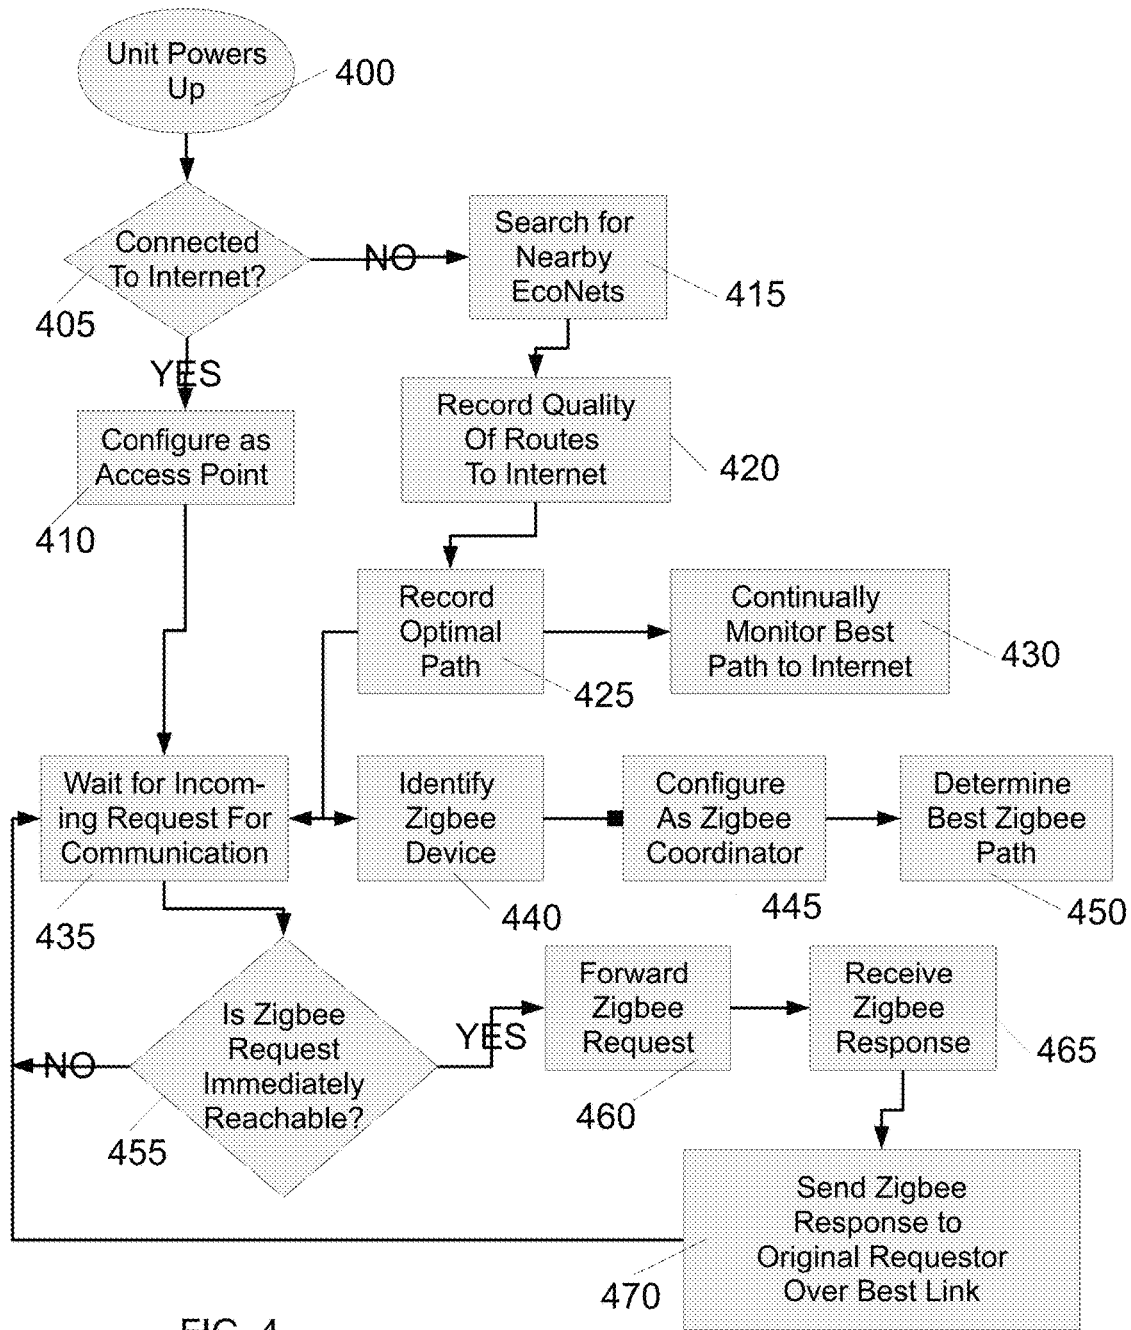 Unit Powers
Up
400
Connected
To Internet?
405
NO
Search for
Nearby
EcoNets
415
YES
Configure as
Access Point
410
Record Quality
Of Routes
To Internet
420
Record
Optimal
Path
425
Continually
Monitor Best
Path to Internet
430
Wait for Incom-
ing Request For
Communication
435
Identify
Zigbee
Device
440
Configure
As Zigbee
Coordinator
445
Determine
Best Zigbee
Path
450
Is Zigbee
Request
Immediately
Reachable?
455
NO
YES
Forward
Zigbee
Request
460
Receive
Zigbee
Response
465
Send Zigbee
Response to
Original Requestor
Over Best Link
470
FIG. 4